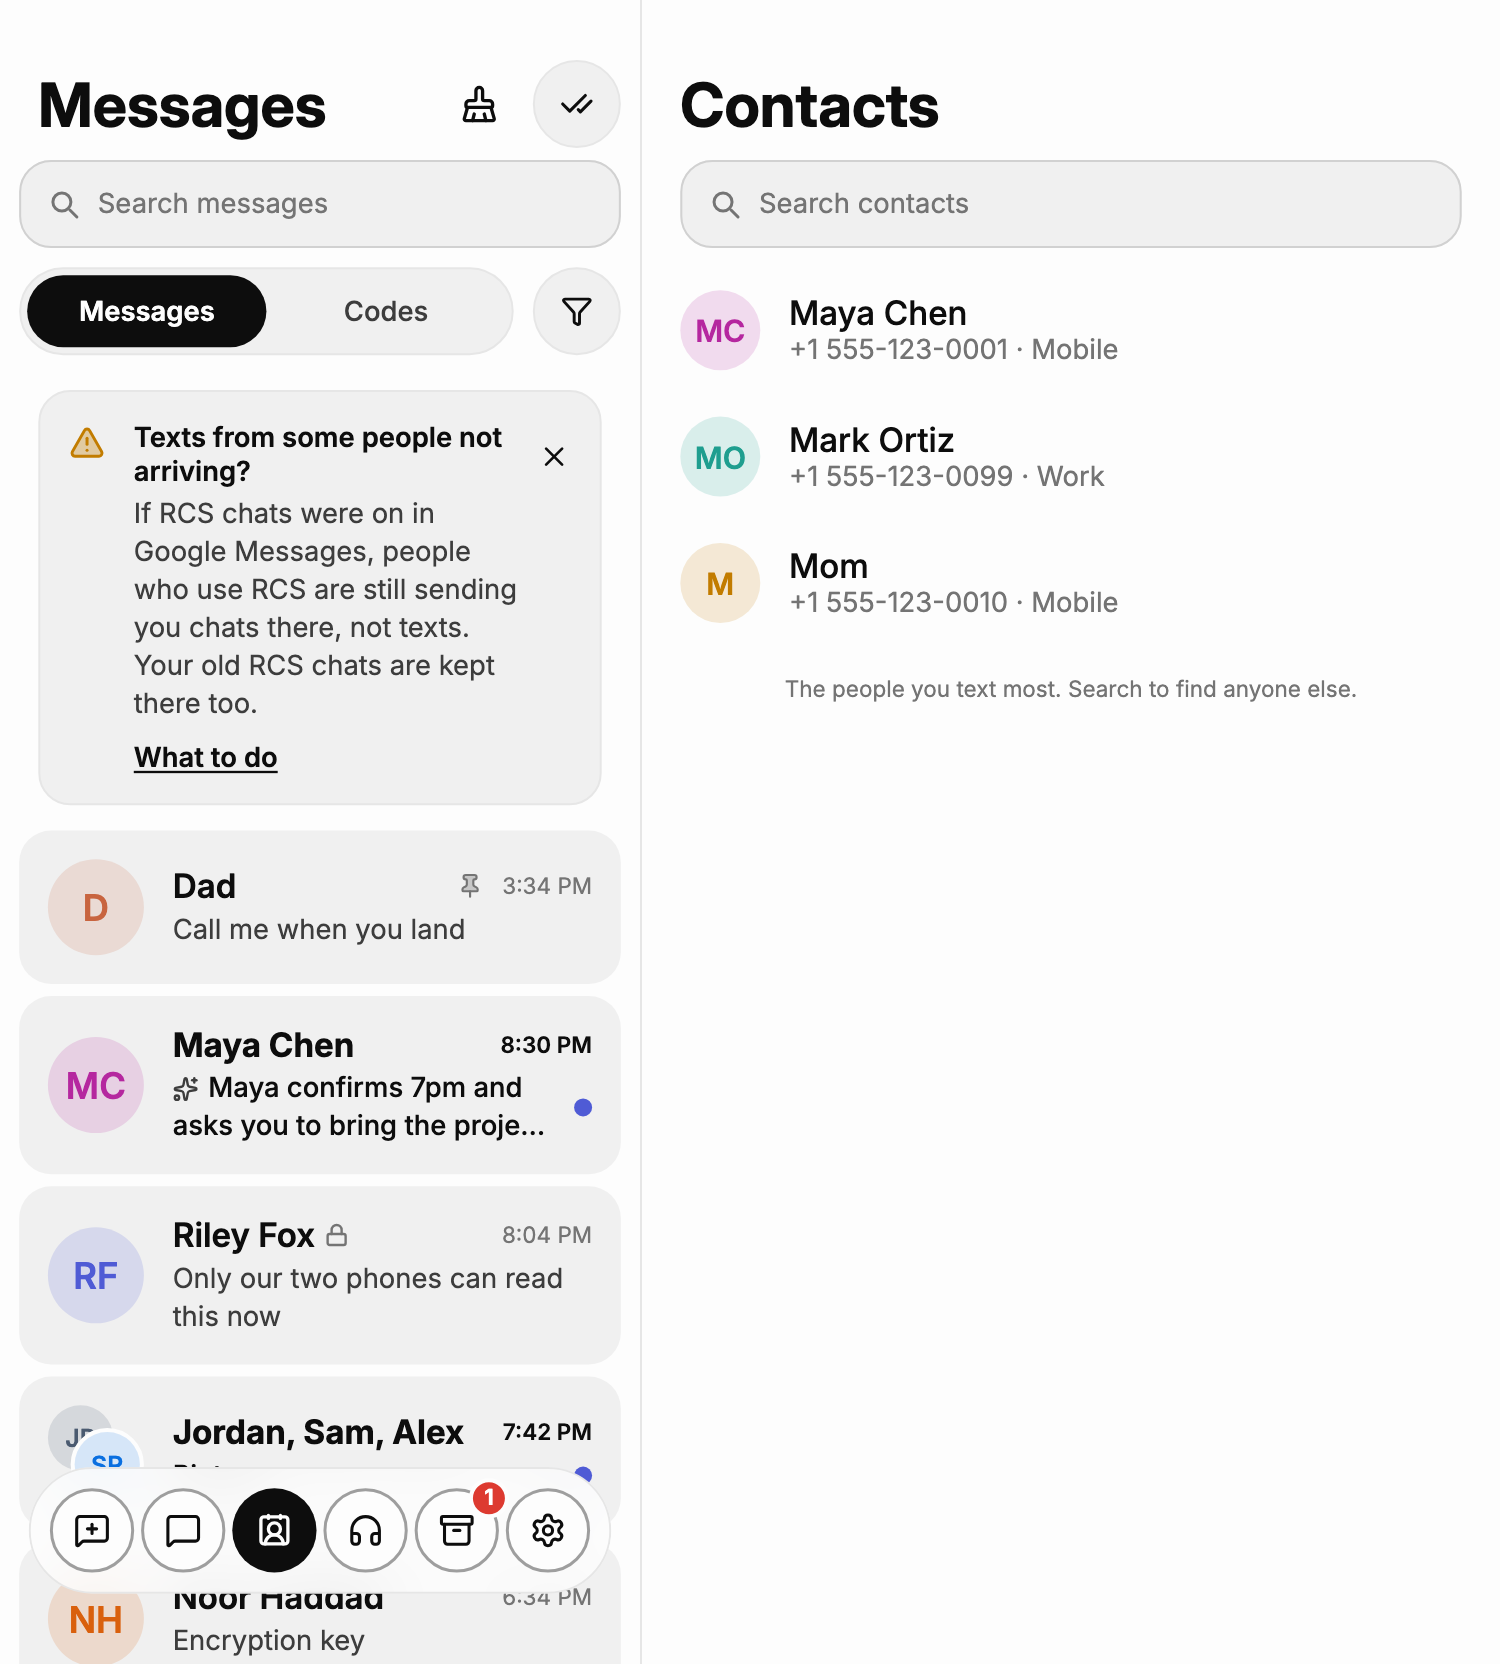 Messages
Search messages
Messages
Codes
Texts from some people not
arriving?
If RCS chats were on in
Google Messages, people
who use RCS are still sending
you chats there, not texts.
Your old RCS chats are kept
there too.
What to do
D
Dad
3:34 PM
Call me when you land
MC
Maya Chen
8:30 PM
Maya confirms 7pm and
asks you to bring the proje...
RF
Riley Fox
8:04 PM
Only our two phones can read
this now
Jordan, Sam, Alex
7:42 PM
SR
1
NH
Noor Haddad
6:34 PM
Encryption key
Contacts
Search contacts
MC
Maya Chen
+1 555-123-0001 · Mobile
MO
Mark Ortiz
+1 555-123-0099 · Work
M
Mom
+1 555-123-0010 · Mobile
The people you text most. Search to find anyone else.